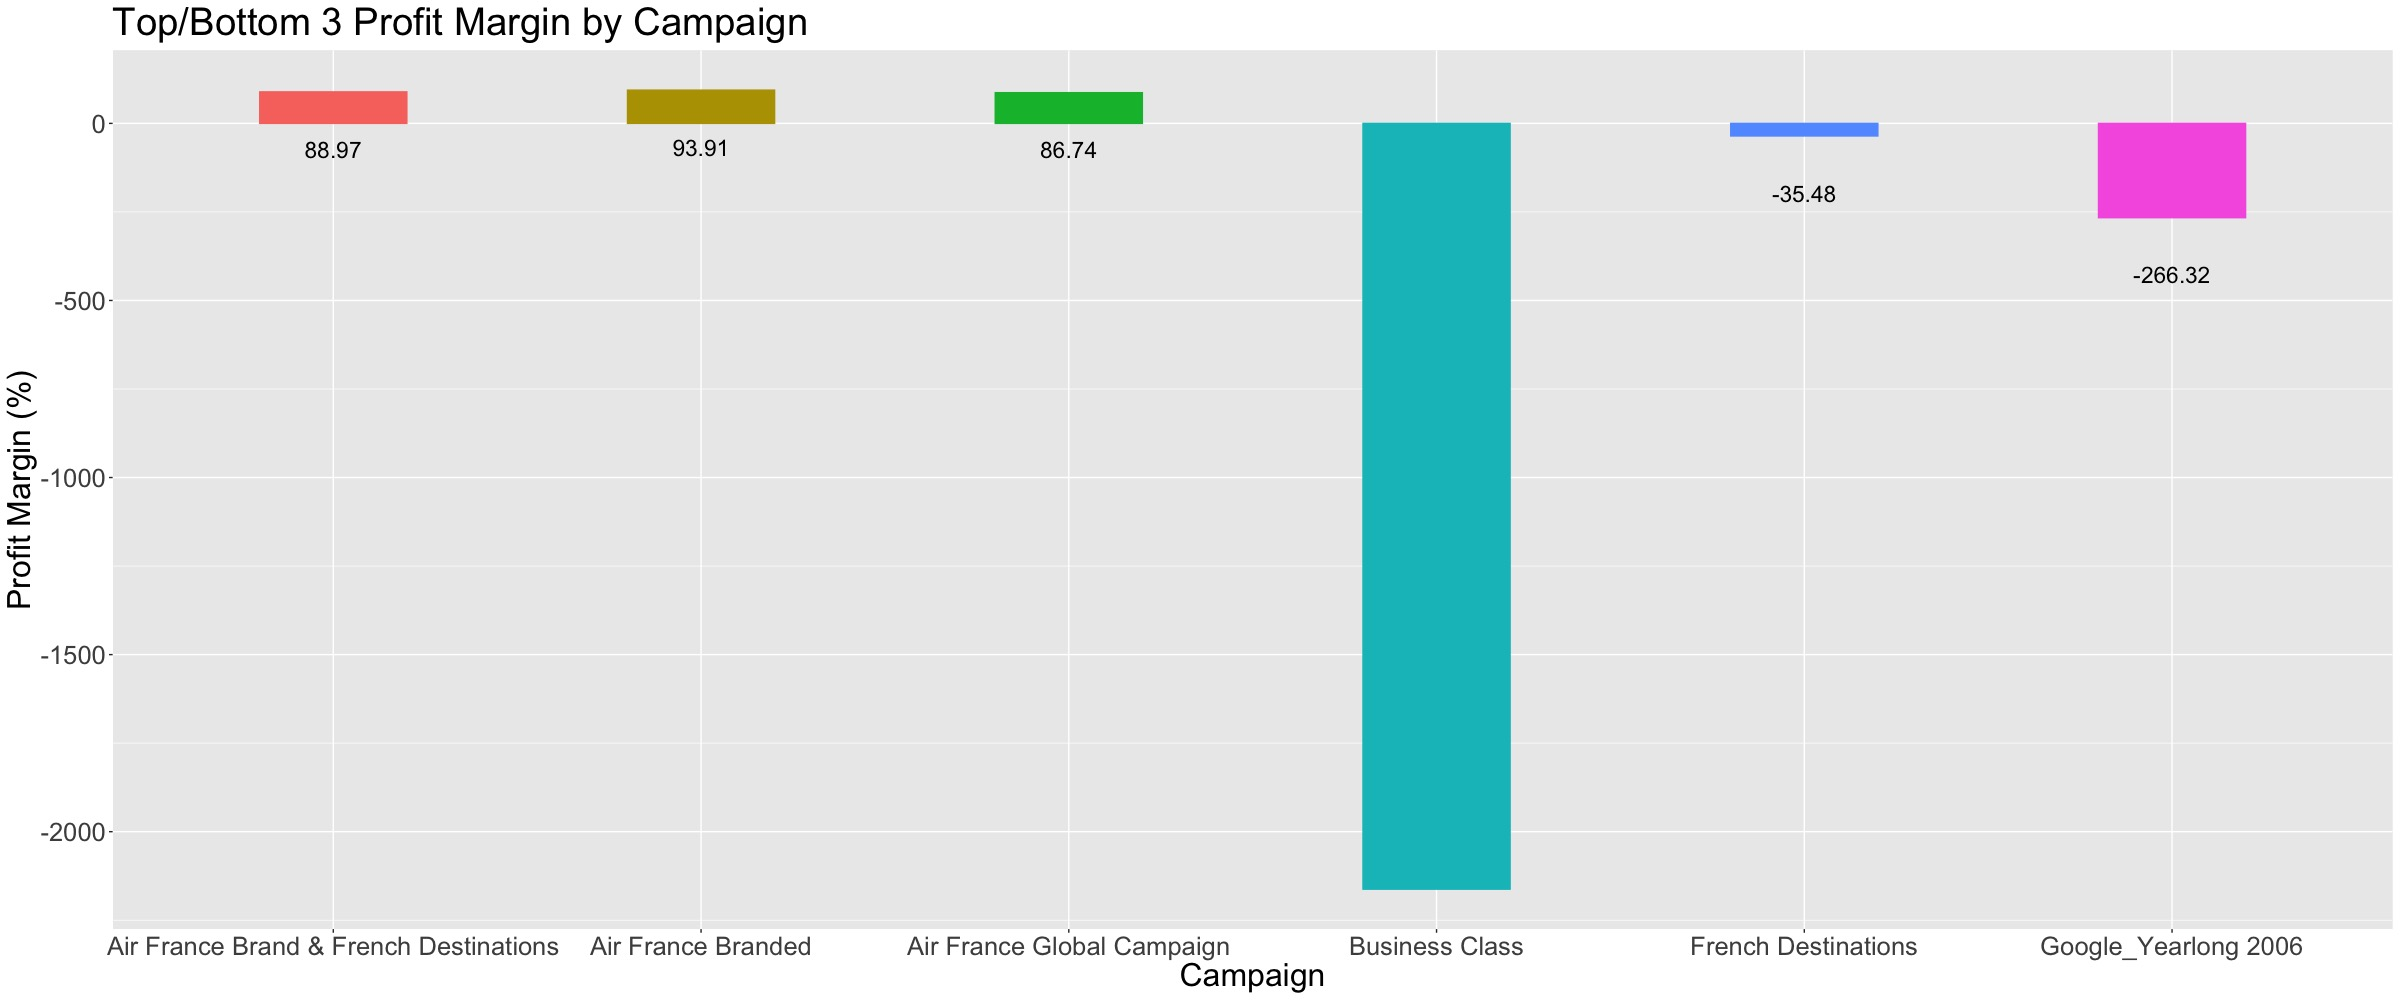 Top/Bottom 3 Profit Margin by Campaign
Profit Margin (%)
0
-500
-1000
-1500
-2000
88.97
93.91
86.74
-35.48
-266.32
Air France Brand & French Destinations
Air France Branded
Air France Global Campaign
Business Class
French Destinations
Google_Yearlong 2006
Campaign